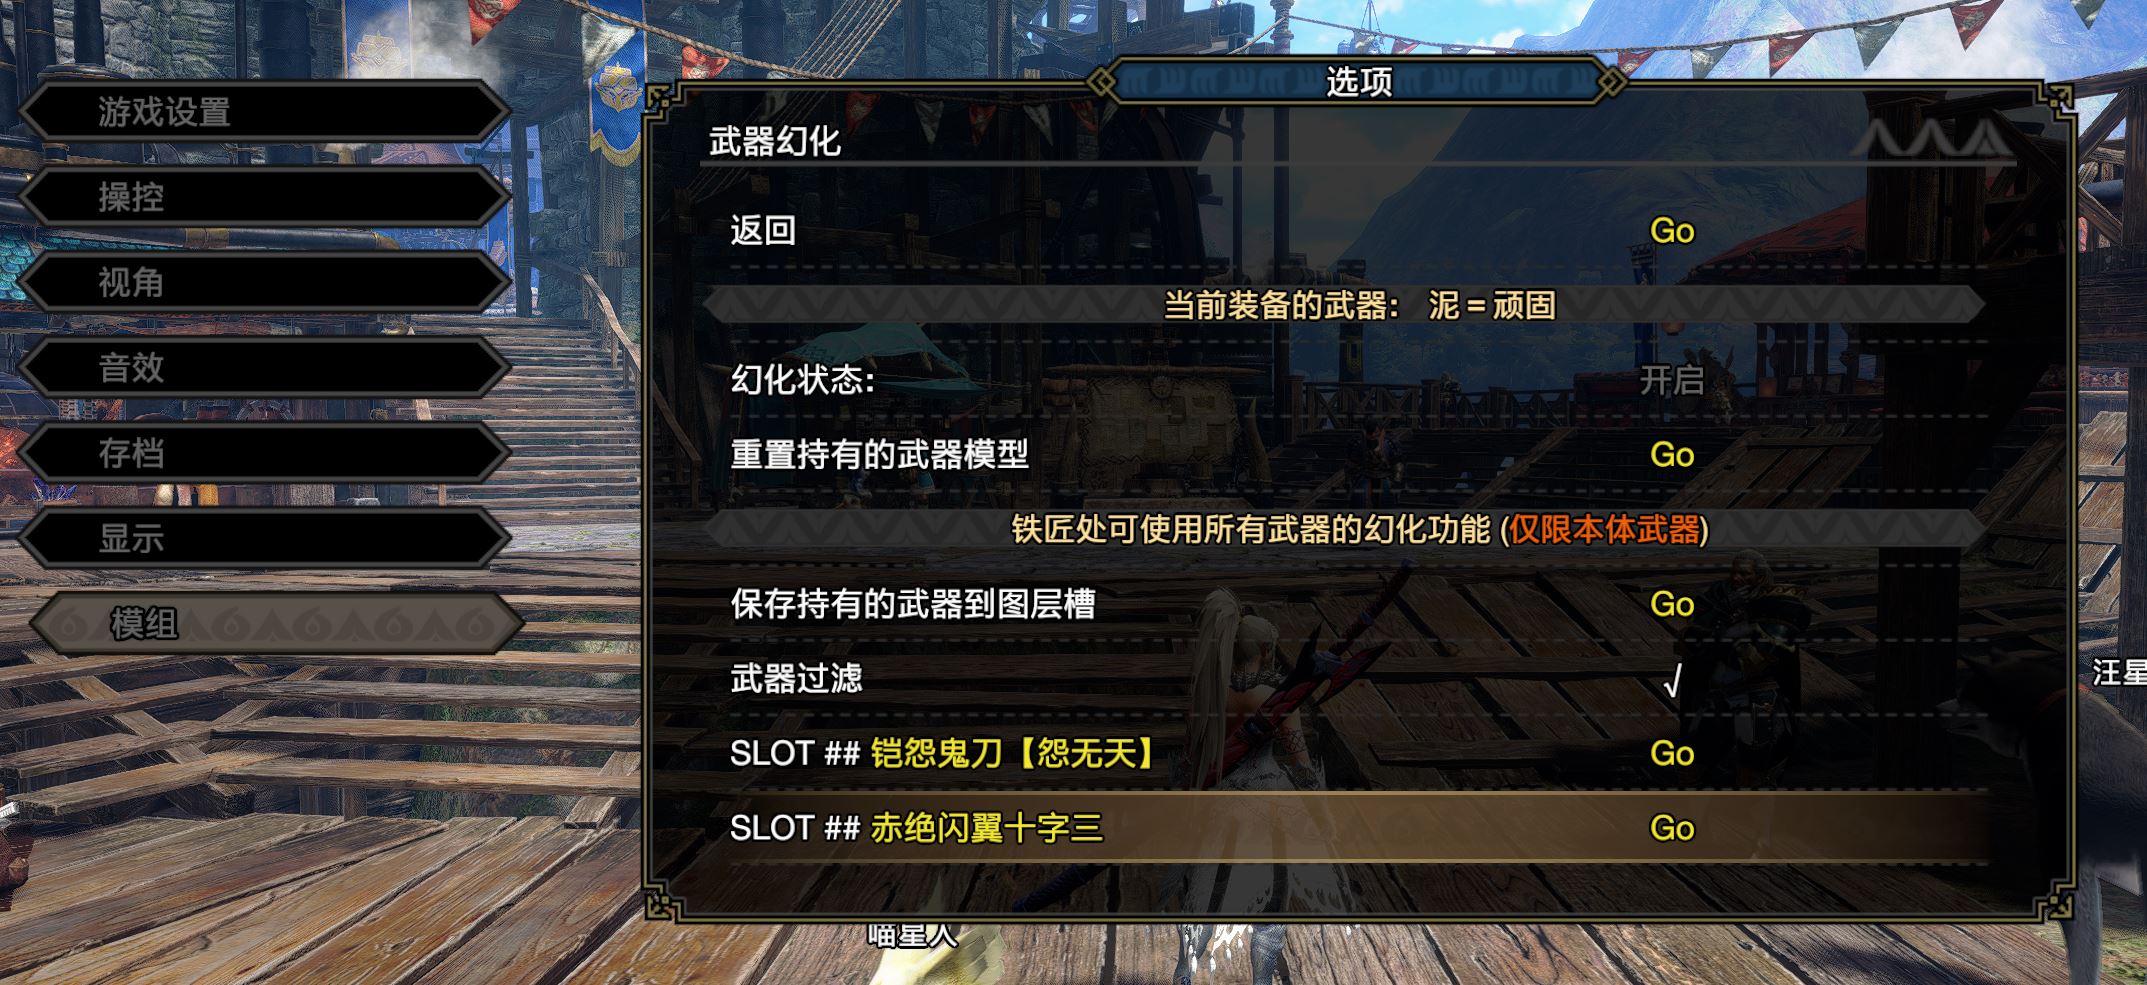 游戏设置
操控
视角
音效
存档
显示
模组
选项
武器幻化
返回 Go
当前装备的武器: 泥=顽固
幻化状态: 开启
重置持有的武器模型 Go
铁匠处可使用所有武器的幻化功能 (仅限本体武器)
保存持有的武器到图层槽 Go
武器过滤 √
SLOT ## 铠怨鬼刀【怨无天】 Go
SLOT ## 赤绝闪翼十字三 Go
汪星
喵星人